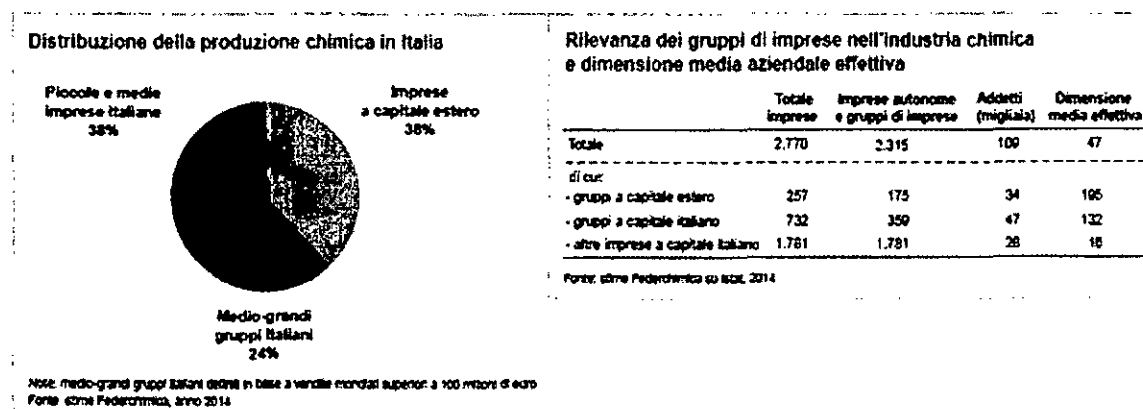 Distribuzione della produzione chimica in Italia
Piccole e medie
imprese italiane
38%
Imprese
a capitale estero
38%
Medio-grandi
gruppi italiani
24%
Note: medio-grandi gruppi italiani definiti in base a vendite mondiali superiori a 100 milioni di euro
Fonte: stime Federchimica, anno 2014
Rilevanza dei gruppi di imprese nell'industria chimica
e dimensione media aziendale effettiva
Totale imprese Imprese autonome e gruppi di imprese Addetti (migliaia) Dimensione media effettiva
Totale 2.770 2.315 109 47
di cui:
- gruppi a capitale estero 257 175 34 195
- gruppi a capitale italiano 732 359 47 132
- altre imprese a capitale italiano 1.781 1.781 28
Fonte: stime Federchimica su Istat, 2014